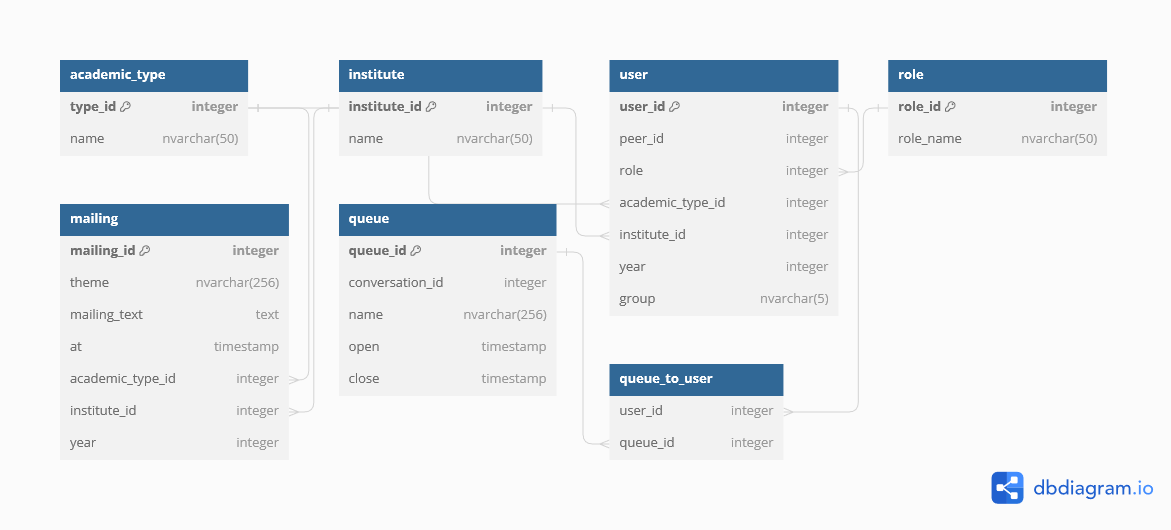 academic_type
type_id integer
name nvarchar(50)
institute
institute_id integer
name nvarchar(50)
user
user_id integer
peer_id integer
role integer
academic_type_id integer
institute_id integer
year integer
group nvarchar(5)
role
role_id integer
role_name nvarchar(50)
mailing
mailing_id integer
theme nvarchar(256)
mailing_text text
at timestamp
academic_type_id integer
institute_id integer
year integer
queue
queue_id integer
conversation_id integer
name nvarchar(256)
open timestamp
close timestamp
queue_to_user
user_id integer
queue_id integer
dbdiagram.io